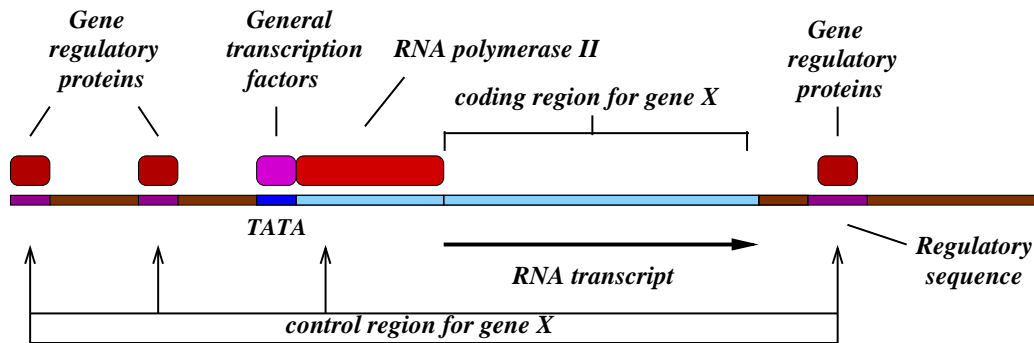 Gene
regulatory
proteins
General
transcription
factors
RNA polymerase II
Gene
regulatory
proteins
coding region for gene X
TATA
RNA transcript
Regulatory
sequence
control region for gene X